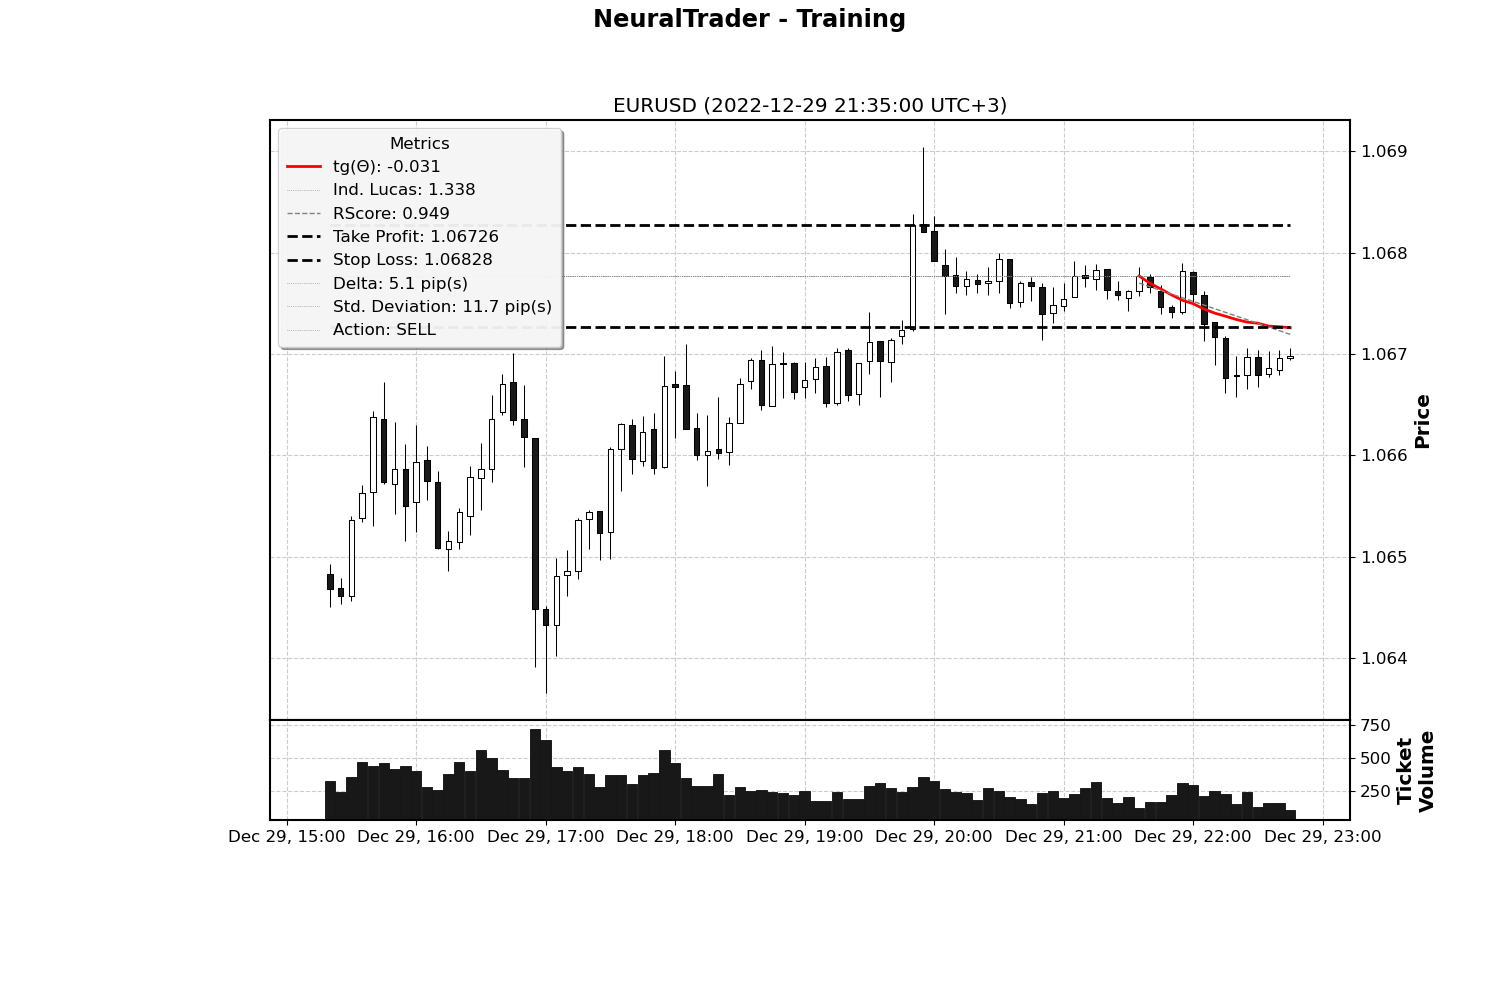 NeuralTrader - Training
EURUSD (2022-12-29 21:35:00 UTC+3)
Metrics
tg(Θ): -0.031
Ind. Lucas: 1.338
RScore: 0.949
Take Profit: 1.06726
Stop Loss: 1.06828
Delta: 5.1 pip(s)
Std. Deviation: 11.7 pip(s)
Action: SELL
1.069
1.068
1.067
1.066
1.065
1.064
Price
750
500
250
Ticket
Volume
Dec 29, 15:00 Dec 29, 16:00 Dec 29, 17:00 Dec 29, 18:00 Dec 29, 19:00 Dec 29, 20:00 Dec 29, 21:00 Dec 29, 22:00 Dec 29, 23:00